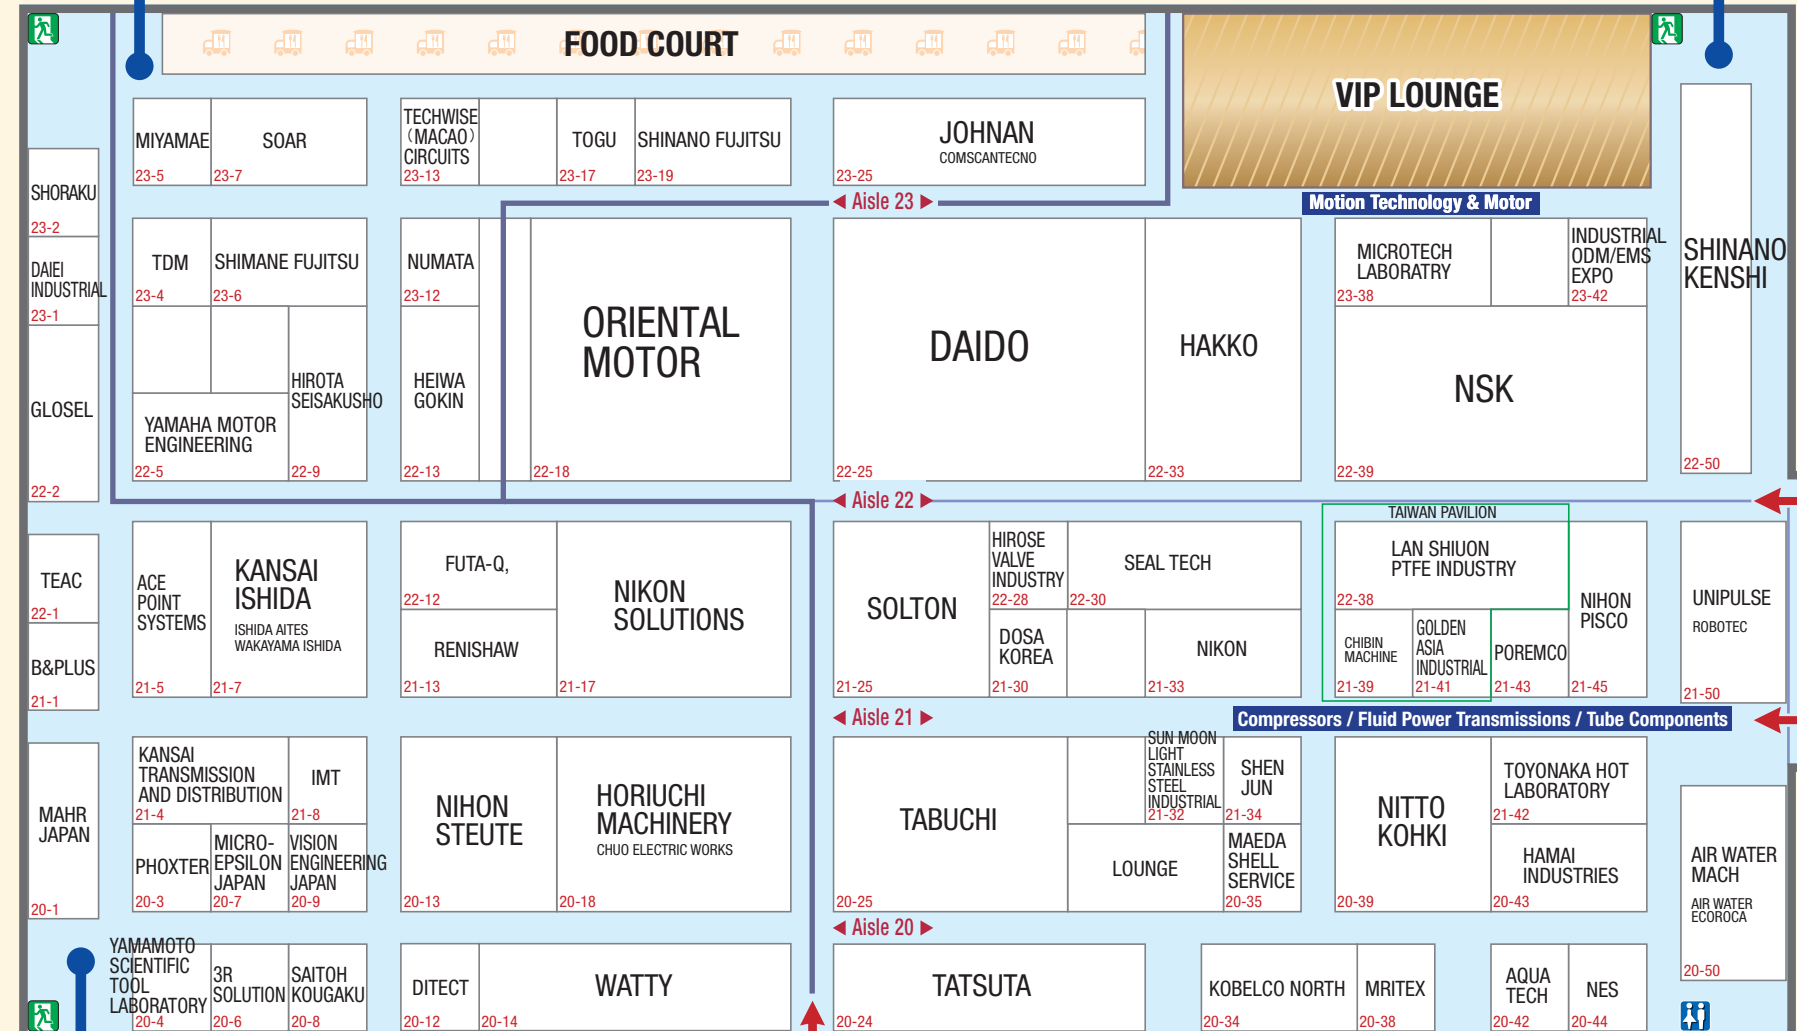 FOOD COURT
VIP LOUNGE
MIYAMAE
23-5
SOAR
23-7
TECHWISE
（MACAO）
CIRCUITS
23-13
TOGU
23-17
SHINANO FUJITSU
23-19
JOHNAN
COMSCANTECNO
23-25
SHORAKU
23-2
DAIEI
INDUSTRIAL
23-1
GLOSEL
22-2
◀ Aisle 23 ▶
Motion Technology & Motor
TDM
23-4
SHIMANE FUJITSU
23-6
HIROTA
SEISAKUSHO
22-9
YAMAHA MOTOR
ENGINEERING
22-5
NUMATA
23-12
HEIWA
GOKIN
22-13
ORIENTAL
MOTOR
22-18
DAIDO
22-25
HAKKO
22-33
MICROTECH
LABORATRY
23-38
INDUSTRIAL
ODM/EMS
EXPO
23-42
NSK
22-39
SHINANO
KENSHI
22-50
◀ Aisle 22 ▶
TEAC
22-1
B&PLUS
21-1
ACE
POINT
SYSTEMS
21-5
KANSAI
ISHIDA
ISHIDA AITES
WAKAYAMA ISHIDA
21-7
FUTA-Q,
22-12
RENISHAW
21-13
NIKON
SOLUTIONS
21-17
SOLTON
21-25
HIROSE
VALVE
INDUSTRY
22-28
SEAL TECH
22-30
DOSA
KOREA
21-30
NIKON
21-33
TAIWAN PAVILION
LAN SHIUON
PTFE INDUSTRY
22-38
CHIBIN
MACHINE
21-39
GOLDEN
ASIA
INDUSTRIAL
21-41
POREMCO
21-43
NIHON
PISCO
21-45
UNIPULSE
ROBOTEC
21-50
◀ Aisle 21 ▶
Compressors / Fluid Power Transmissions / Tube Components
MAHR
JAPAN
20-1
KANSAI
TRANSMISSION
AND DISTRIBUTION
21-4
IMT
21-8
PHOXTER
20-3
MICRO-
EPSILON
JAPAN
20-7
VISION
ENGINEERING
JAPAN
20-9
NIHON
STEUTE
20-13
HORIUCHI
MACHINERY
CHUO ELECTRIC WORKS
20-18
TABUCHI
20-25
SUN MOON
LIGHT
STAINLESS
STEEL
INDUSTRIAL
21-32
SHEN
JUN
21-34
LOUNGE
MAEDA
SHELL
SERVICE
20-35
NITTO
KOHKI
20-39
TOYONAKA HOT
LABORATORY
21-42
HAMAI
INDUSTRIES
20-43
AIR WATER
MACH
AIR WATER
ECOROCA
20-50
◀ Aisle 20 ▶
YAMAMOTO
SCIENTIFIC
TOOL
LABORATORY
20-4
3R
SOLUTION
20-6
SAITOH
KOUGAKU
20-8
DITECT
20-12
WATTY
20-14
TATSUTA
20-24
KOBELCO NORTH
20-34
MRITEX
20-38
AQUA
TECH
20-42
NES
20-44